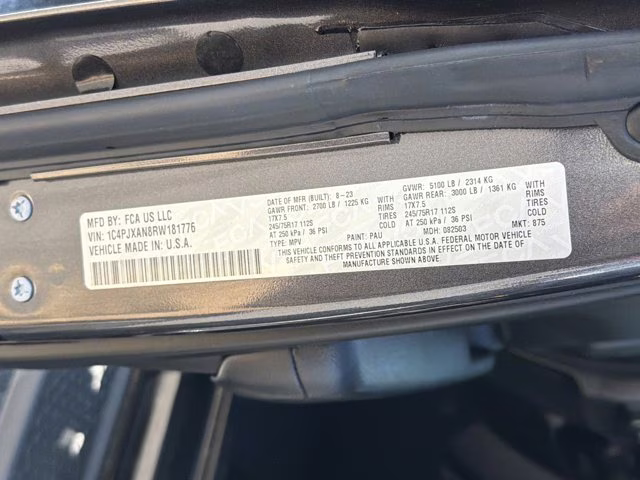 MFD BY: FCA US LLC
VIN: 1C4PJXAN8RW181776
VEHICLE MADE IN U.S.A.
DATE OF MFR (BUILT): 8-23
GAWR FRONT: 2700 LB / 1225 KG WITH
17X7.5 RIMS
245/75R17 112S
AT 250 kPa / 36 PSI
TYPE: MPV PAINT: PAU
GVWR: 5100 LB / 2314 KG
GAWR REAR: 3000 LB / 1361 KG
WITH 17X7.5
RIMS 245/75R17 112S
AT 250 kPa / 36 PSI
MDH: 082503 MKT: 875
THIS VEHICLE CONFORMS TO ALL APPLICABLE U.S.A. FEDERAL MOTOR VEHICLE
SAFETY AND THEFT PREVENTION STANDARDS IN EFFECT ON THE DATE OF
MANUFACTURE SHOWN ABOVE.